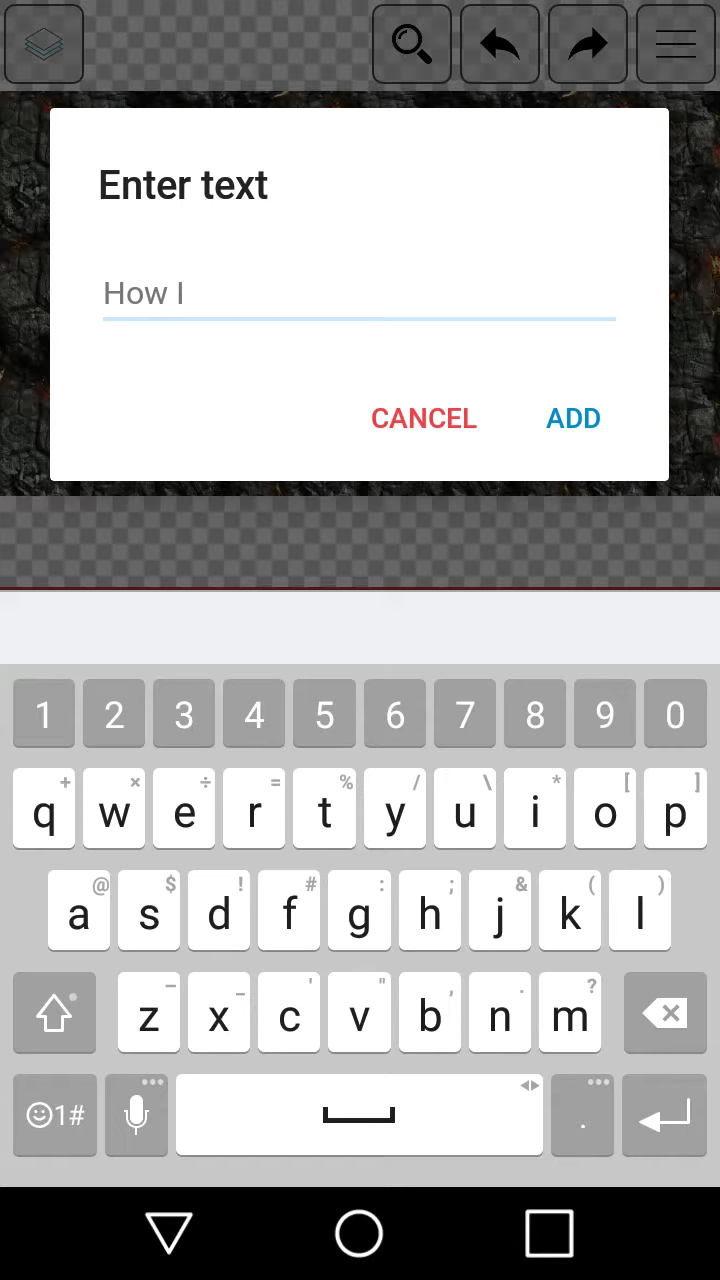 Enter text
How I
CANCEL ADD
1 2 3 4 5 6 7 8 9 0
+ × ÷ = % / \ * [ ]
q w e r t y u i o p
@ $ ! # : ; & ( )
a s d f g h j k l
– _ ' " , . ?
z x c v b n m
1# .